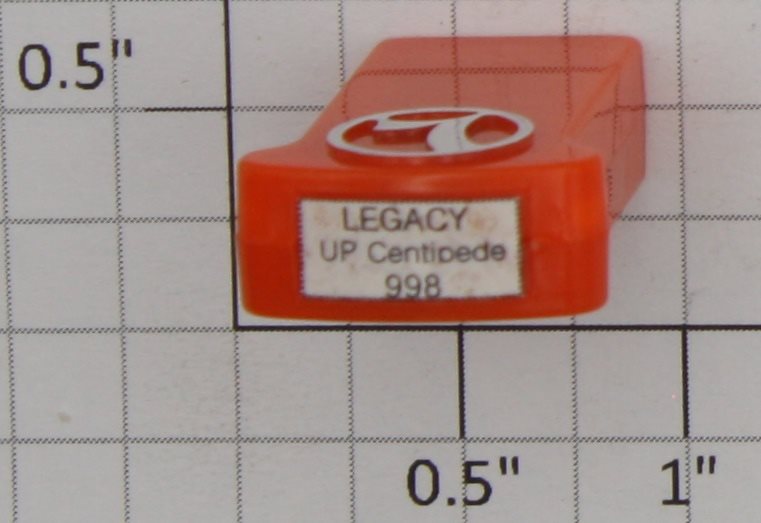 0.5"
LEGACY
UP Centipede
998
0.5" 1"